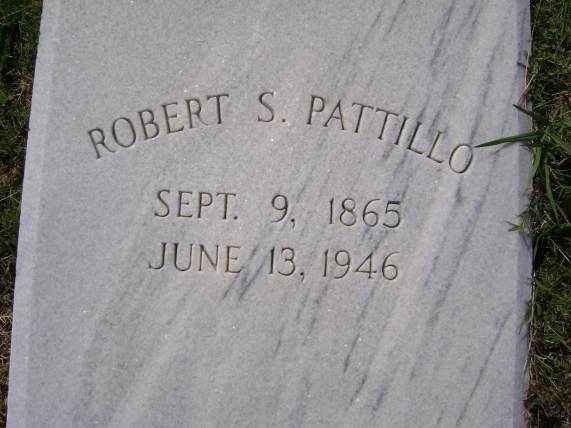 ROBERT S. PATTILLO
SEPT. 9, 1865
JUNE 13, 1946